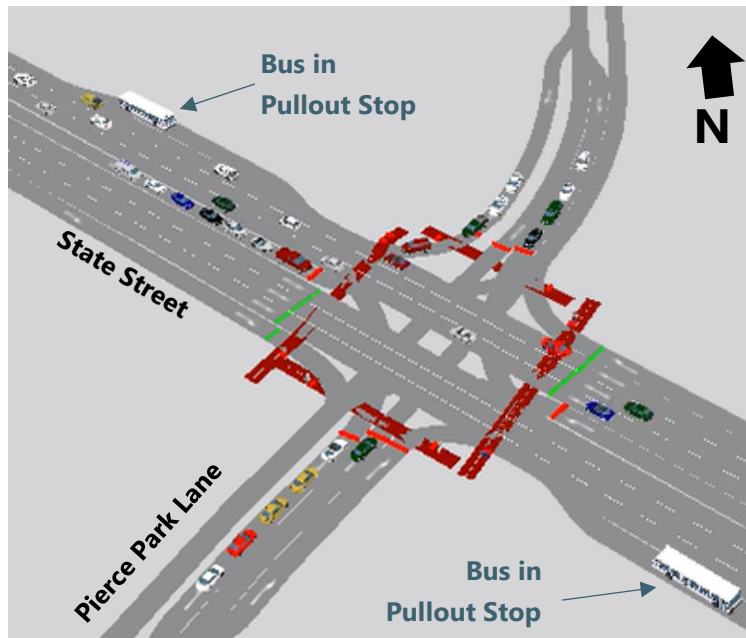 Bus in
Pullout Stop
N
State Street
Pierce Park Lane
Bus in
Pullout Stop